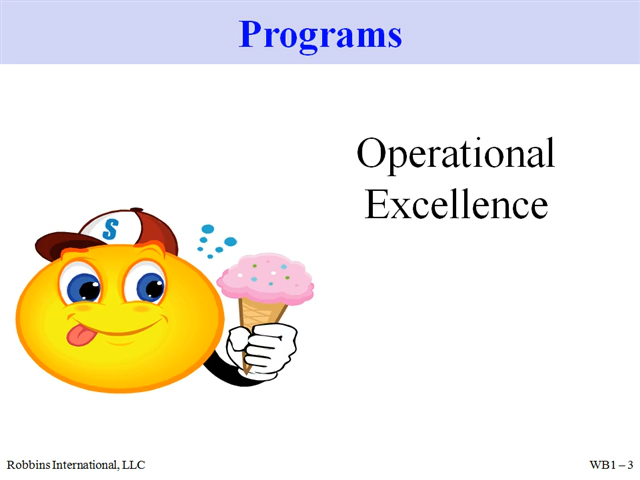 Programs
Operational
Excellence
S
Robbins International, LLC
WB1 – 3